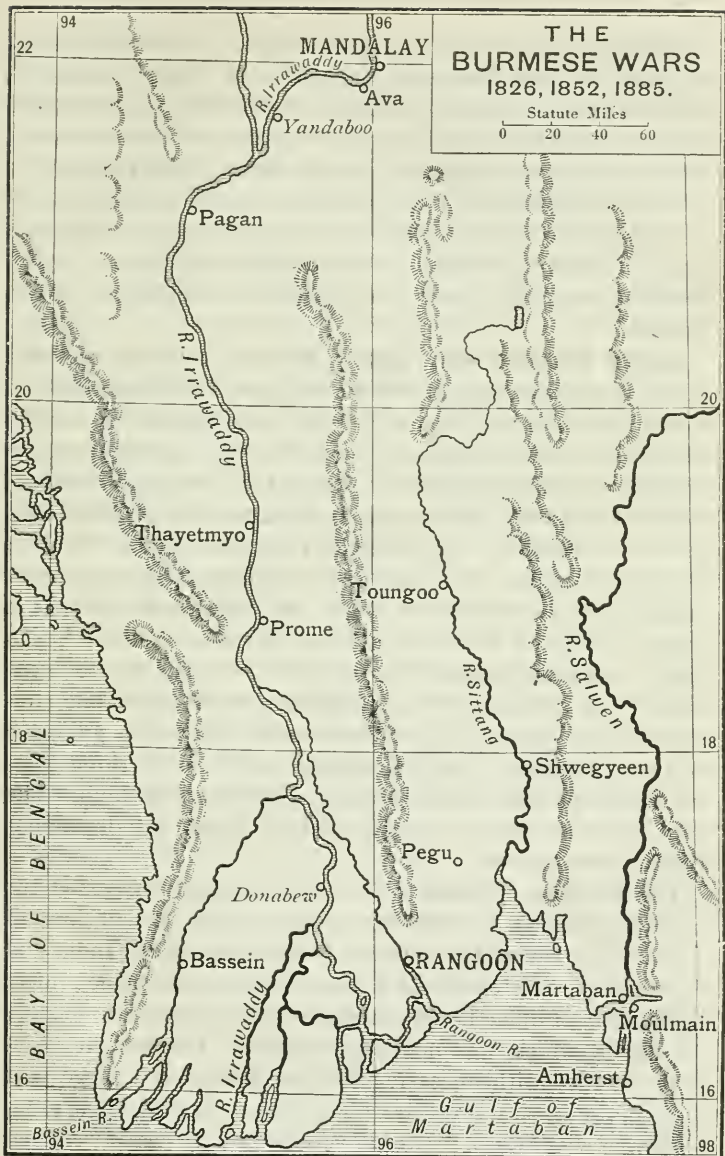 94
96
THE
BURMESE WARS
1826, 1852, 1885.
Statute Miles
0 20 40 60
22
MANDALAY
R. Irrawaddy
Ava
Yandaboo
Pagan
R. Irrawaddy
20
20
Thayetmyo
Toungoo
Prome
R. Sittang
R. Salwen
18
18
Shwegyeen
BAY OF BENGAL
Pegu
Donabew
Bassein
RANGOON
R. Irrawaddy
Martaban
Moulmain
Rangoon R.
16
Amherst
16
Gulf of
Martaban
Bassein R.
94
96
98